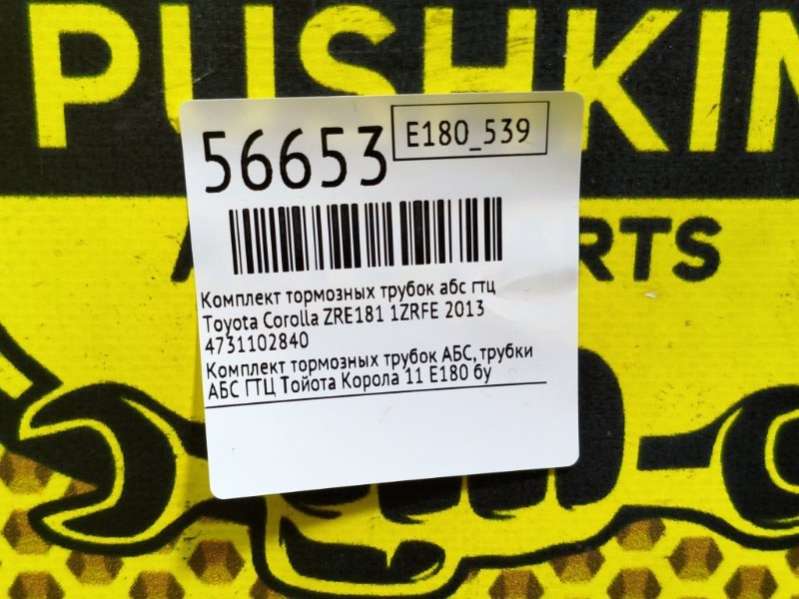 PUSHKIN
56653
E180_539
RTS
Комплект тормозных трубок абс гтц
Toyota Corolla ZRE181 1ZRFE 2013
4731102840
Комплект тормозных трубок АБС, трубки
АБС ГТЦ Тойота Корола 11 Е180 бу